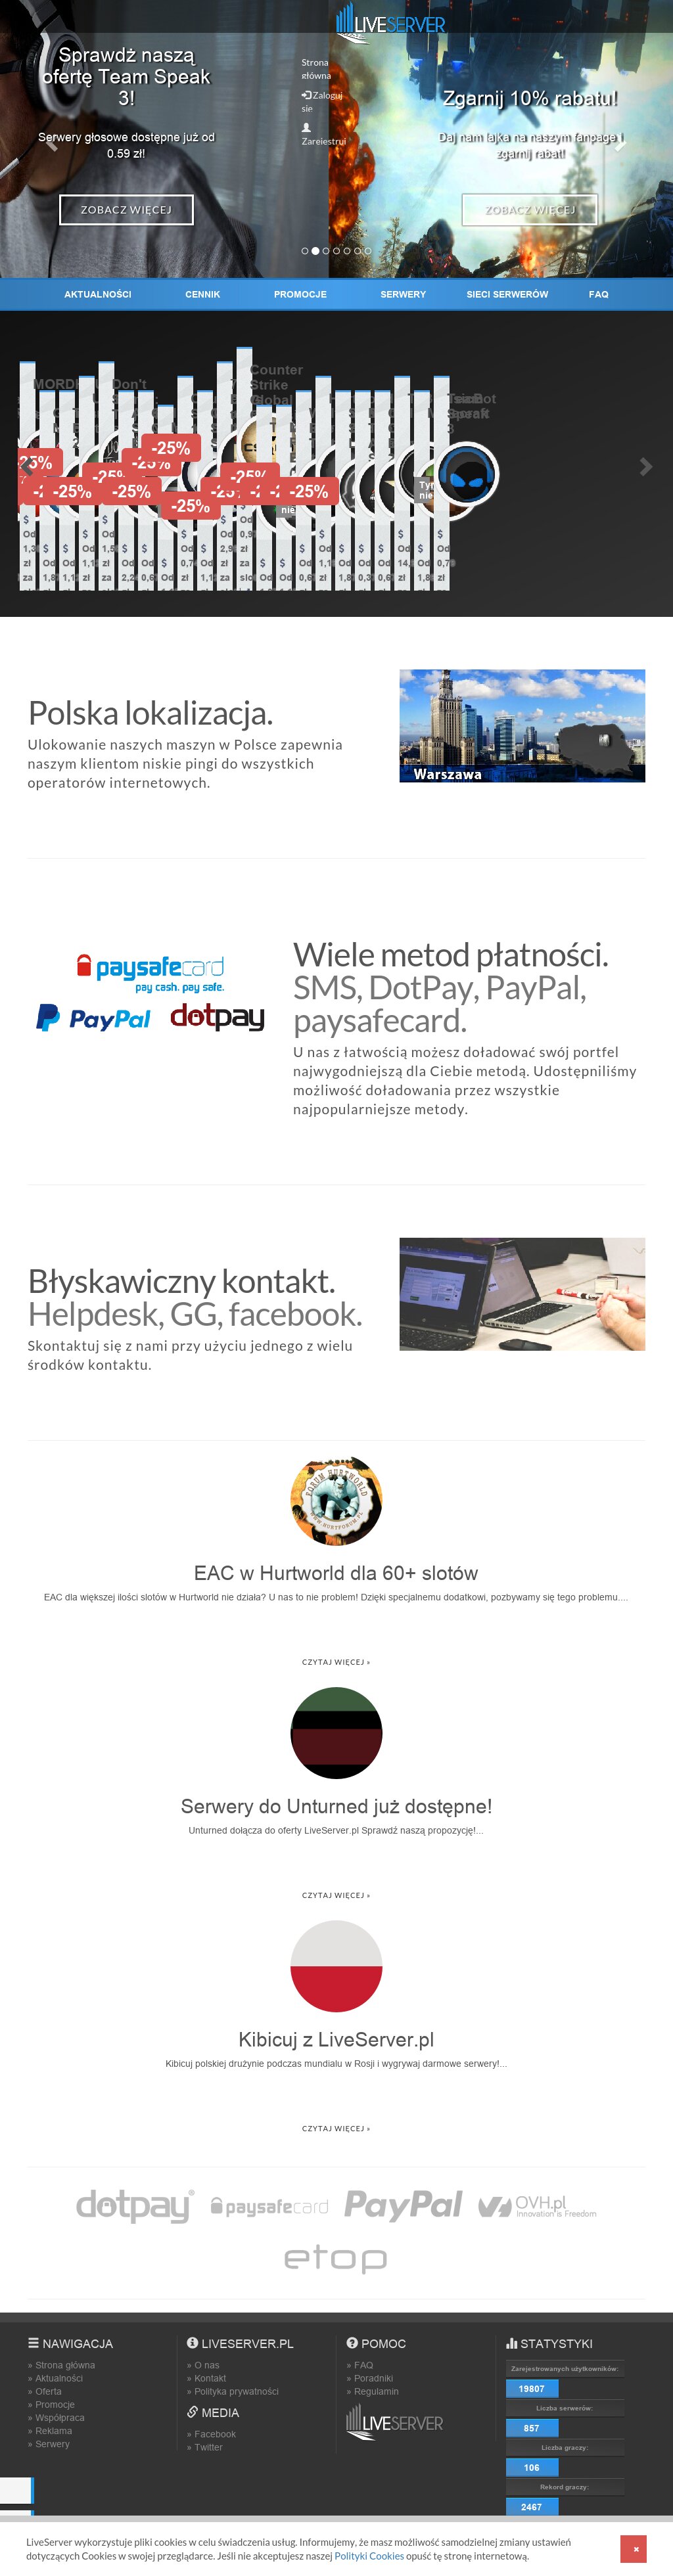 LIVESERVER
Sprawdż naszą
ofertę Team Speak
3!
Serwery głosowe dostępne już od
0.59 zł!
ZOBACZ WIĘCEJ
Strona
główna
Zaloguj
się
Zarejestruj
Zgarnij 10% rabatu!
Daj nam lajka na naszym fanpage i
zgarnij rabat!
ZOBACZ WIĘCEJ
AKTUALNOŚCI CENNIK PROMOCJE SERWERY SIECI SERWERÓW FAQ
Don't
Counter
Strike
Global
-25%
-25%
-25%
-25%
-25%
Polska lokalizacja.
Ulokowanie naszych maszyn w Polsce zapewnia
naszym klientom niskie pingi do wszystkich
operatorów internetowych.
Warszawa
paysafecard
pay cash. pay safe.
PayPal dotpay
Wiele metod płatności.
SMS, DotPay, PayPal,
paysafecard.
U nas z łatwością możesz doładować swój portfel
najwygodniejszą dla Ciebie metodą. Udostępniliśmy
możliwość doładowania przez wszystkie
najpopularniejsze metody.
Błyskawiczny kontakt.
Helpdesk, GG, facebook.
Skontaktuj się z nami przy użyciu jednego z wielu
środków kontaktu.
FORUM HURTWORLD
EAC w Hurtworld dla 60+ slotów
EAC dla większej ilości slotów w Hurtworld nie działa? U nas to nie problem! Dzięki specjalnemu dodatkowi, pozbywamy się tego problemu....
CZYTAJ WIĘCEJ »
Serwery do Unturned już dostępne!
Unturned dołącza do oferty LiveServer.pl Sprawdź naszą propozycję!...
CZYTAJ WIĘCEJ »
Kibicuj z LiveServer.pl
Kibicuj polskiej drużynie podczas mundialu w Rosji i wygrywaj darmowe serwery!...
CZYTAJ WIĘCEJ »
dotpay® paysafecard PayPal OVH.pl
Innovation is Freedom
etop
NAWIGACJA
» Strona główna
» Aktualności
» Oferta
» Promocje
» Współpraca
» Reklama
» Serwery
LIVESERVER.PL
» O nas
» Kontakt
» Polityka prywatności
MEDIA
» Facebook
» Twitter
POMOC
» FAQ
» Poradniki
» Regulamin
LIVESERVER
STATYSTYKI
Zarejestrowanych użytkowników:
19807
Liczba serwerów:
857
Liczba graczy:
106
Rekord graczy:
2467
LiveServer wykorzystuje pliki cookies w celu świadczenia usług. Informujemy, że masz możliwość samodzielnej zmiany ustawień
dotyczących Cookies w swojej przeglądarce. Jeśli nie akceptujesz naszej Polityki Cookies opuść tę stronę internetową.